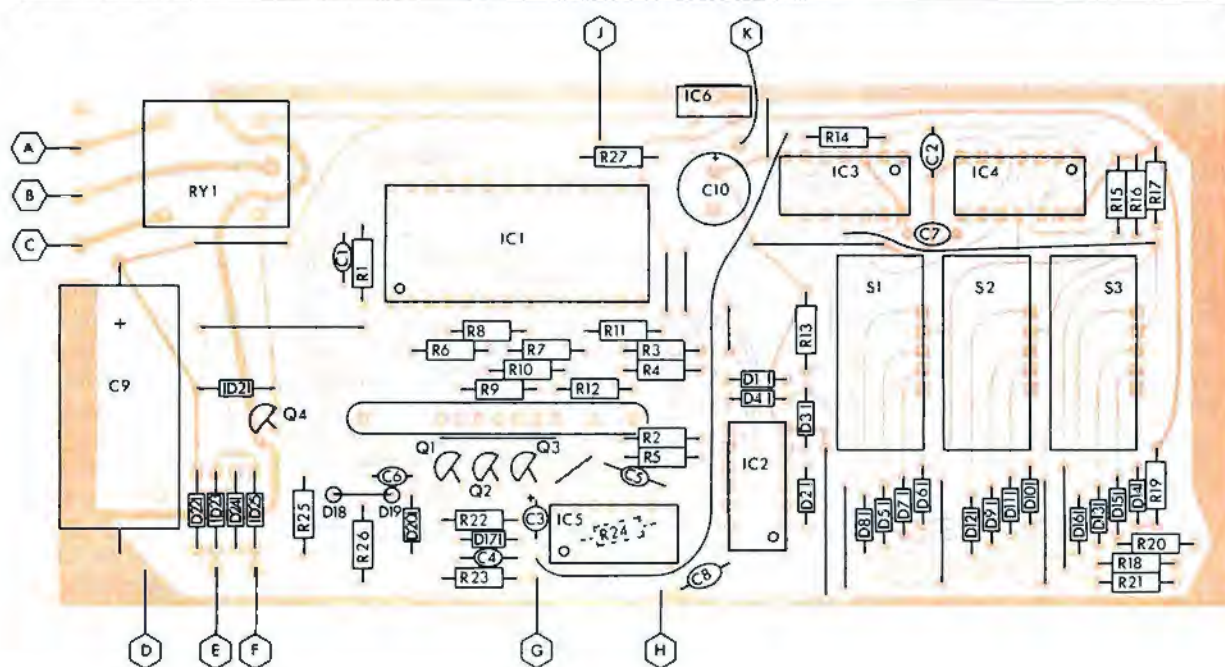 J K
IC6
A
R14
R27
C2
B
RY1
C10
IC3 IC4
R15 R16 R17
C
IC1
C7
C1
R1
+
S1 S2 S3
R8 R11
R13
R6 R7 R3
C9
R10 R4
D1
D21
R9 R12
D4
D3
Q4
Q1 Q3
R2
R5
IC2
C6
C5
Q2
D22 D23 D24 D25
R25
D18 D19
D20
R26
+
R22
C3
IC5
R24
D2
D17
C4
R23
C8
D8 D5 D7 D6
D12 D9 D11 D10
D16 D13 D15 D14
R19
R20
R18
R21
D E F G H